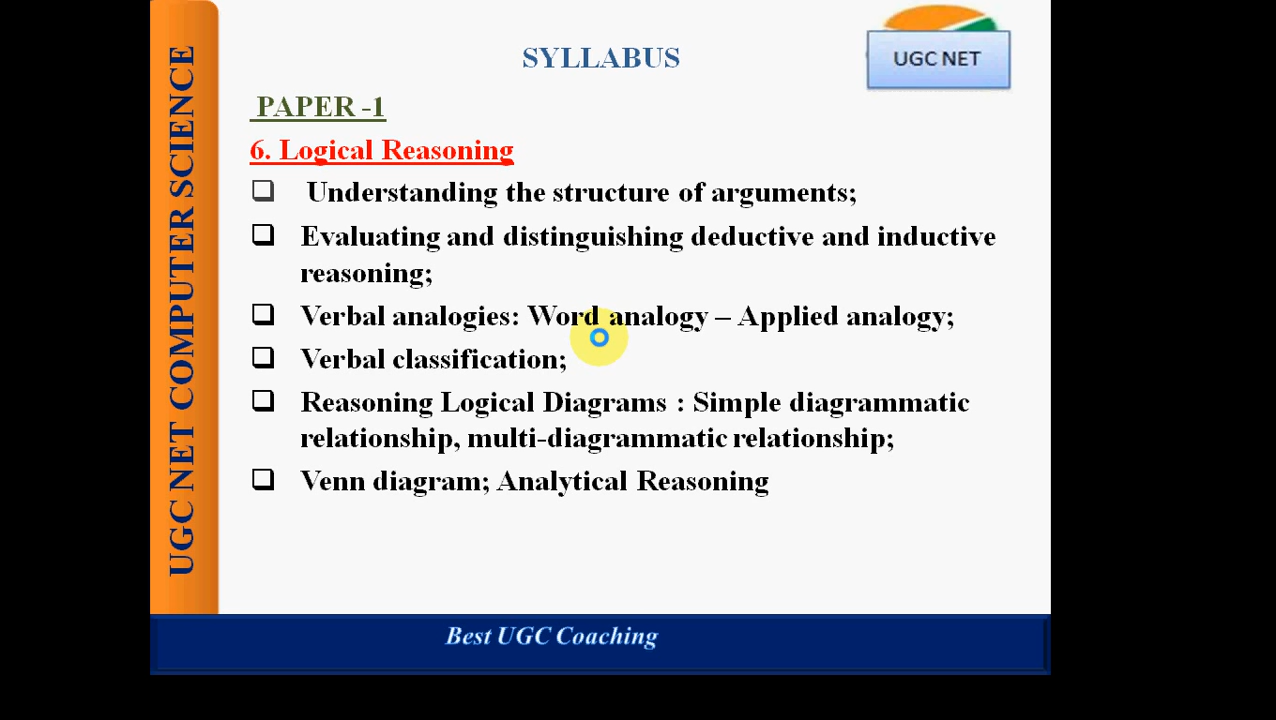 UGC NET COMPUTER SCIENCE
SYLLABUS
UGC NET
PAPER -1
6. Logical Reasoning
Understanding the structure of arguments;
Evaluating and distinguishing deductive and inductive
reasoning;
Verbal analogies: Word analogy – Applied analogy;
Verbal classification;
Reasoning Logical Diagrams : Simple diagrammatic
relationship, multi-diagrammatic relationship;
Venn diagram; Analytical Reasoning
Best UGC Coaching